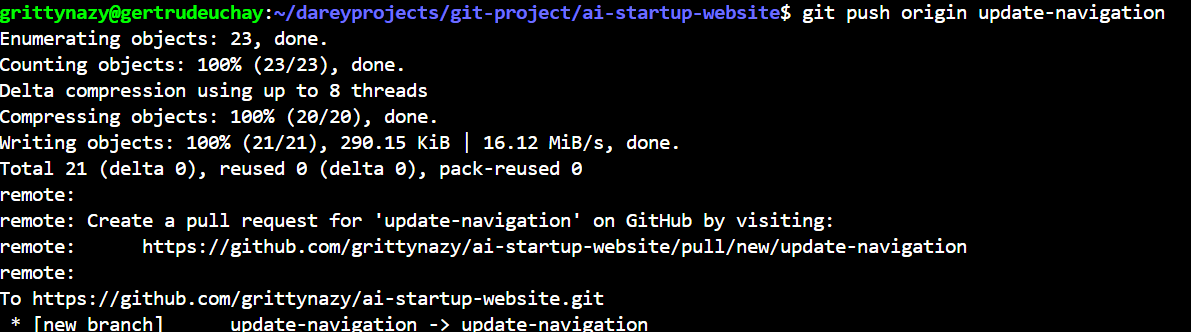 grittynazy@gertrudeuchay:~/dareyprojects/git-project/ai-startup-website$ git push origin update-navigation
Enumerating objects: 23, done.
Counting objects: 100% (23/23), done.
Delta compression using up to 8 threads
Compressing objects: 100% (20/20), done.
Writing objects: 100% (21/21), 290.15 KiB | 16.12 MiB/s, done.
Total 21 (delta 0), reused 0 (delta 0), pack-reused 0
remote:
remote: Create a pull request for 'update-navigation' on GitHub by visiting:
remote:      https://github.com/grittynazy/ai-startup-website/pull/new/update-navigation
remote:
To https://github.com/grittynazy/ai-startup-website.git
 * [new branch]      update-navigation -> update-navigation